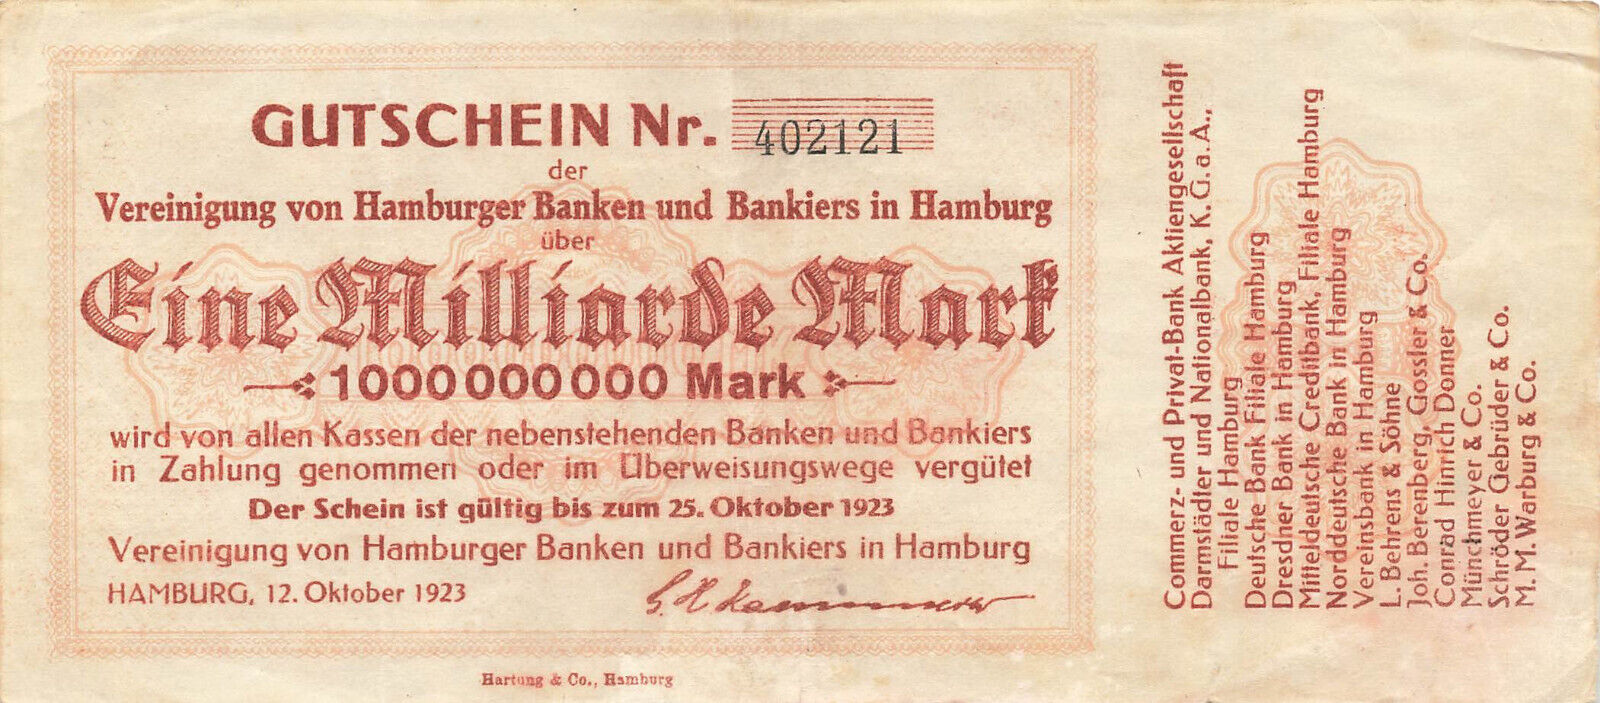 GUTSCHEIN Nr. 402121
der
Vereinigung von Hamburger Banken und Bankiers in Hamburg
über
Eine Milliarde Mark
1000000000 Mark
wird von allen Kassen der nebenstehenden Banken und Bankiers
in Zahlung genommen oder im Überweisungswege vergütet
Der Schein ist gültig bis zum 25. Oktober 1923
Vereinigung von Hamburger Banken und Bankiers in Hamburg
HAMBURG, 12. Oktober 1923
Hartung & Co., Hamburg
Commerz- und Privat-Bank Aktiengesellschaft
Darmstädter und Nationalbank, K.G.a.A.,
Filiale Hamburg
Deutsche Bank Filiale Hamburg
Dresdner Bank in Hamburg
Mitteldeutsche Creditbank, Filiale Hamburg
Norddeutsche Bank in Hamburg
Vereinsbank in Hamburg
L. Behrens & Söhne
Joh. Berenberg, Gossler & Co.
Conrad Hinrich Donner
Münchmeyer & Co.
Schröder Gebrüder & Co.
M. M. Warburg & Co.